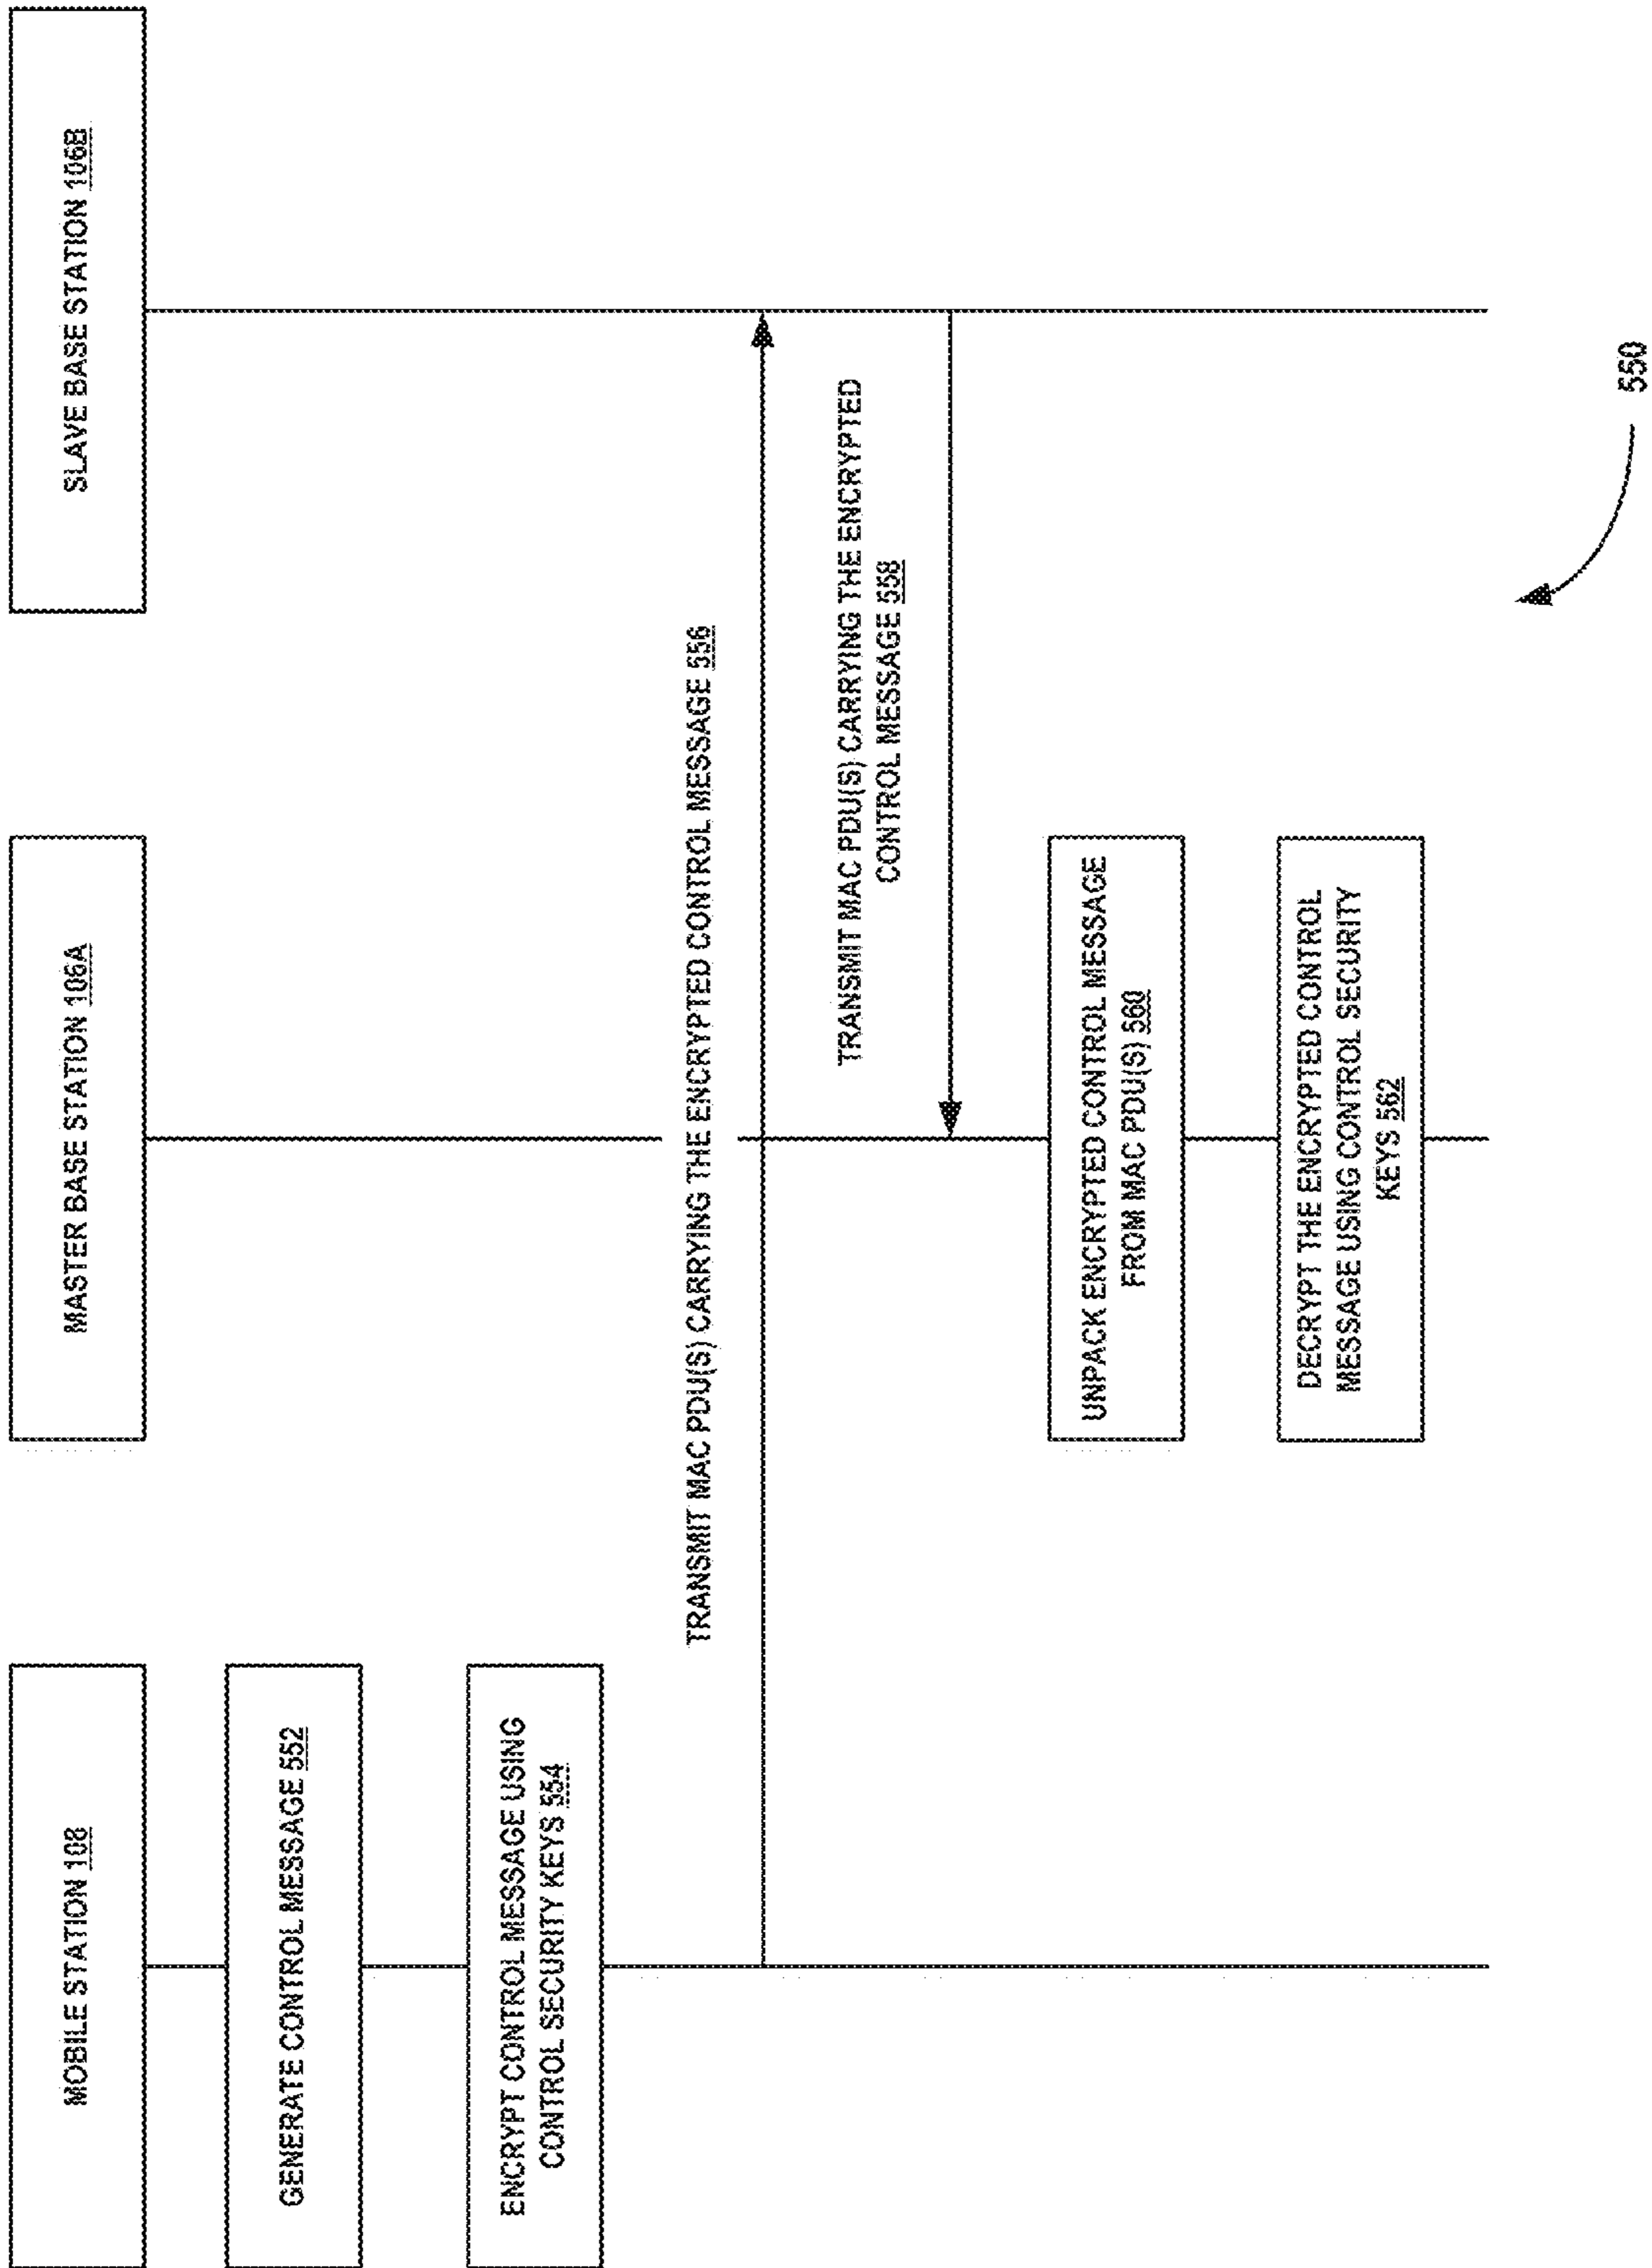 MOBILE STATION 108
MASTER BASE STATION 106A
SLAVE BASE STATION 106B
GENERATE CONTROL MESSAGE 552
ENCRYPT CONTROL MESSAGE USING
CONTROL SECURITY KEYS 554
TRANSMIT MAC PDU(S) CARRYING THE ENCRYPTED CONTROL MESSAGE 556
TRANSMIT MAC PDU(S) CARRYING THE ENCRYPTED
CONTROL MESSAGE 558
UNPACK ENCRYPTED CONTROL MESSAGE
FROM MAC PDU(S) 560
DECRYPT THE ENCRYPTED CONTROL
MESSAGE USING CONTROL SECURITY
KEYS 562
550